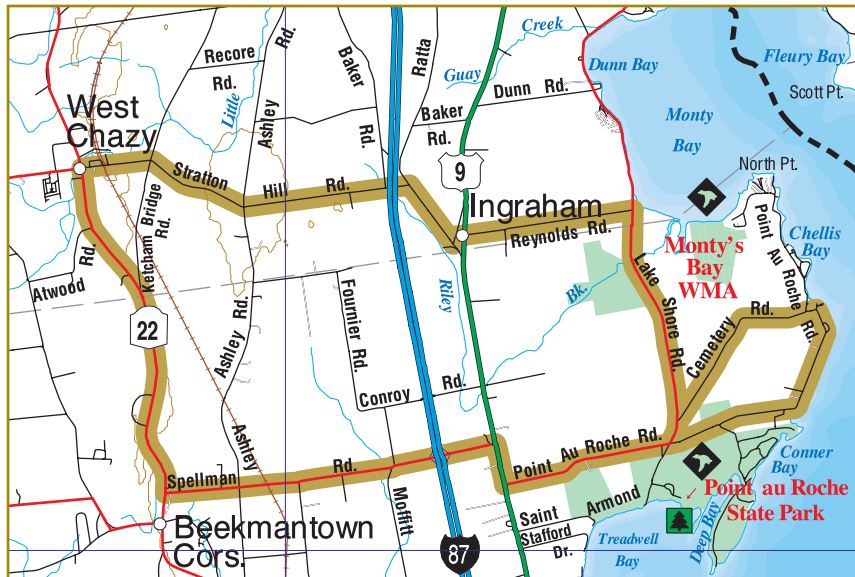 Creek
Guay
Fleury Bay
Dunn Bay
Scott Pt.
Recore
Rd.
Ashley
Rd.
Baker
Rd.
Ratta
Little
Dunn Rd.
Baker
Rd.
Monty
Bay
West
Chazy
Stratton
Hill
Rd.
9
North Pt.
Ingraham
Reynolds Rd.
Ketcham Bridge
Rd.
Atwood
Rd.
Monty's
Bay
WMA
Point Au Roche
Rd.
Chellis
Bay
22
Ashley Rd.
Fournier Rd.
Riley
Bk.
Lake
Shore Rd.
Cemetery
Rd.
Conroy
Rd.
Ashley
Spellman
Rd.
Moffitt
Point Au Roche Rd.
Conner
Bay
Point au Roche
State Park
Beekmantown
Cors.
87
Saint
Armond
Stafford
Dr.
Treadwell
Bay
Deep Bay